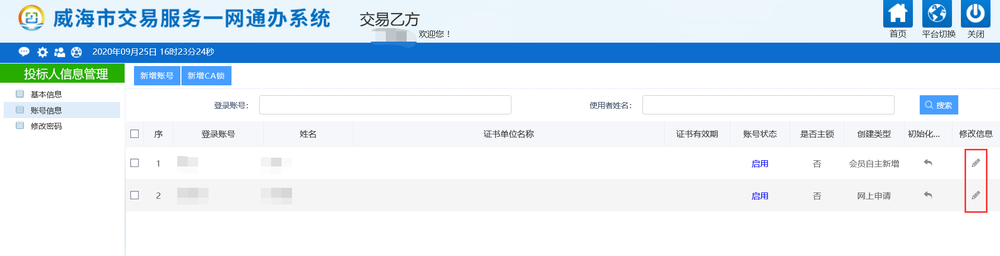 威海市交易服务一网通办系统
交易乙方
欢迎您！
首页
平台切换
关闭
2020年09月25日 16时23分24秒
投标人信息管理
基本信息
账号信息
修改密码
新增账号
新增CA锁
登录账号：
使用者姓名：
搜索
序 登录账号 姓名 证书单位名称 证书有效期 账号状态 是否主锁 创建类型 初始化... 修改信息
1 启用 否 会员自主新增
2 启用 否 网上申请